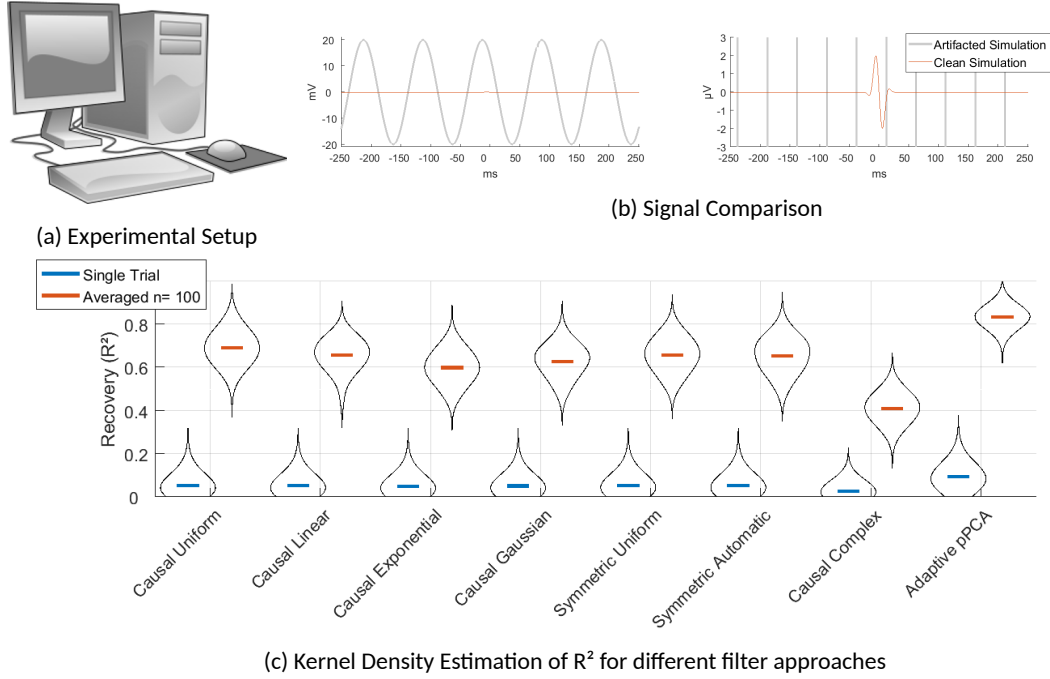 20
10
0
-10
-20
mV
-250 -200 -150 -100 -50 0 50 100 150 200 250
ms
3
2
1
0
-1
-2
-3
µV
-250 -200 -150 -100 -50 0 50 100 150 200 250
ms
Artifacted Simulation
Clean Simulation
(a) Experimental Setup
(b) Signal Comparison
Single Trial
Averaged n= 100
Recovery (R²)
0.8
0.6
0.4
0.2
0
Causal Uniform
Causal Linear
Causal Exponential
Causal Gaussian
Symmetric Uniform
Symmetric Automatic
Causal Complex
Adaptive pPCA
(c) Kernel Density Estimation of R² for different filter approaches